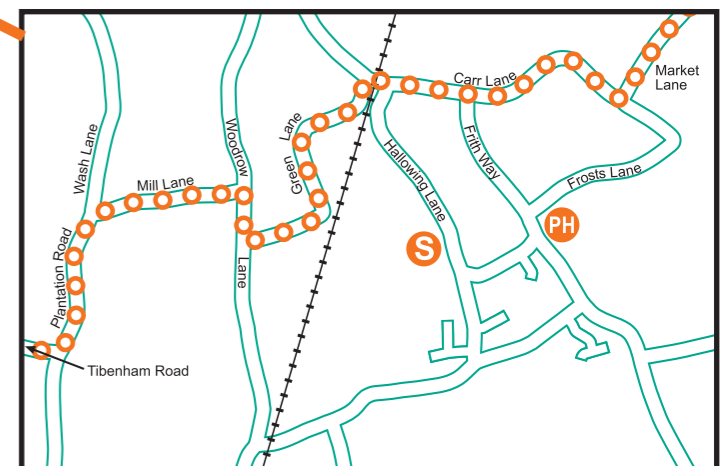 Carr Lane
Market
Lane
Wash Lane
Woodrow
Lane
Green Lane
Hallowing Lane
Frith Way
Frosts Lane
Mill Lane
PH
S
Plantation Road
Tibenham Road